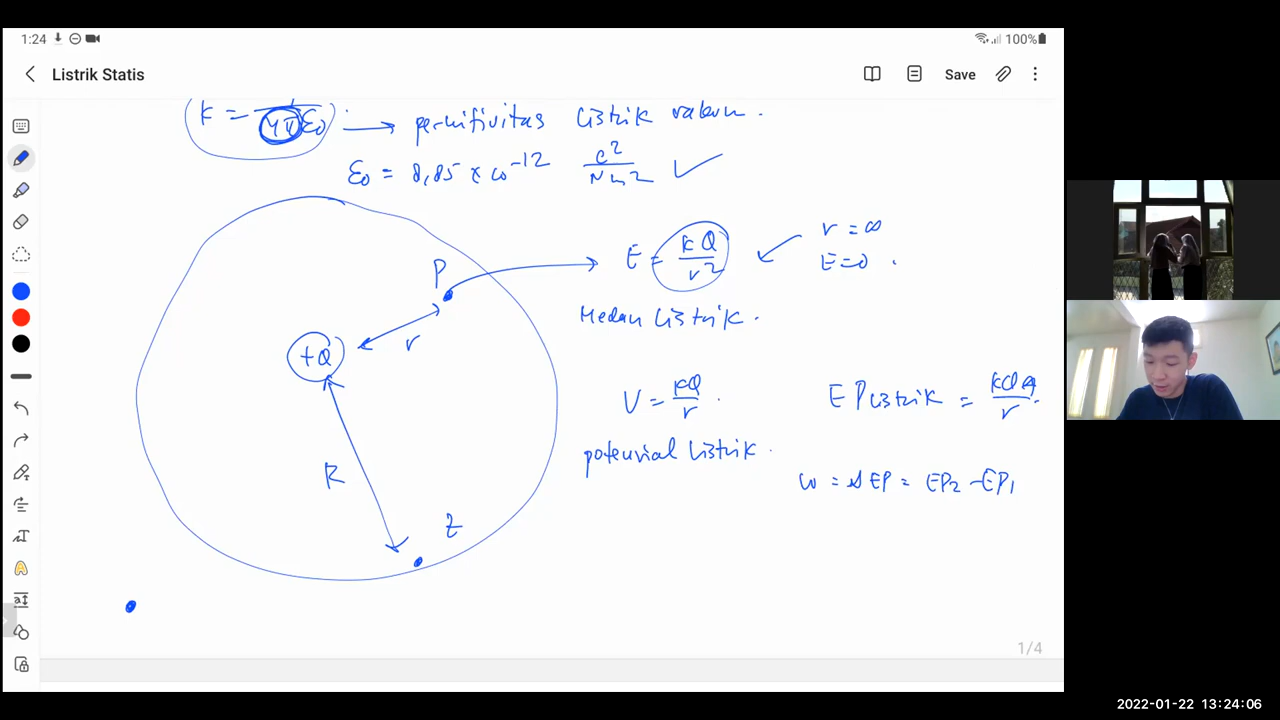 1:24
100%
Listrik Statis
Save
k = 1/4πε₀ → permitivitas listrik vakum.
ε₀ = 8,85 × 10⁻¹² C²/Nm² ✓
P
r
+Q
R
Z
E = kQ/r²
r = ∞
E = 0.
Medan Listrik.
V = kQ/r.
EP Listrik = kQq/r.
potensial Listrik.
W = ΔEP = EP₂ - EP₁
1/4
2022-01-22 13:24:06